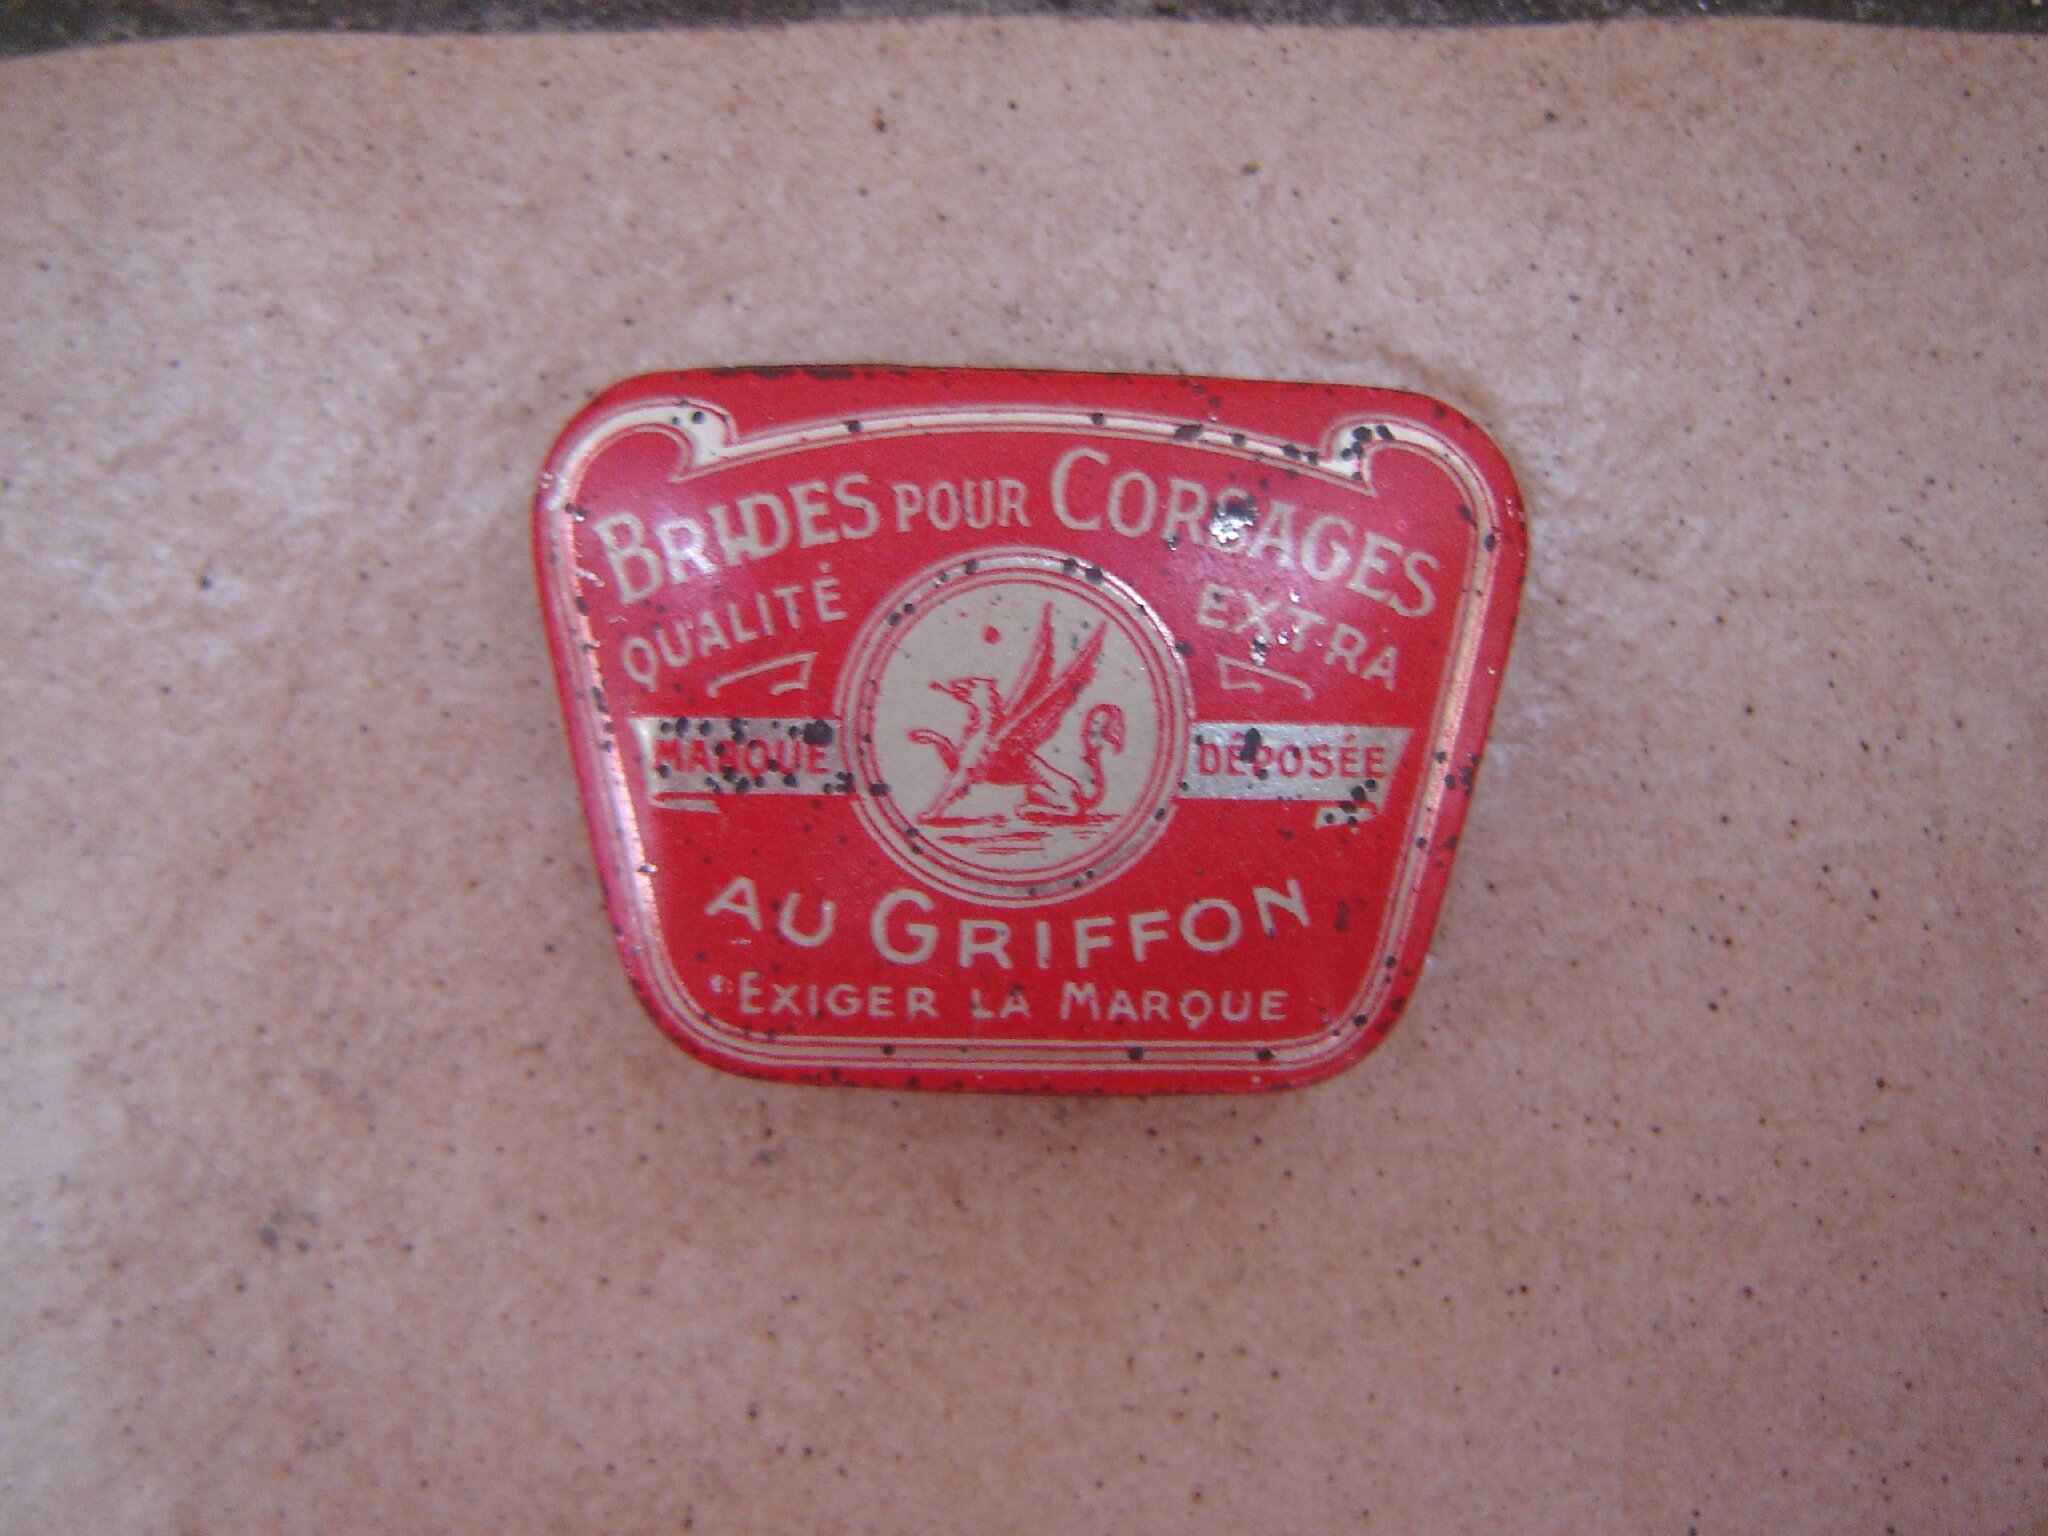 BRIDES POUR CORSAGES
QUALITÉ EXTRA
MARQUE DÉPOSÉE
AU GRIFFON
EXIGER LA MARQUE